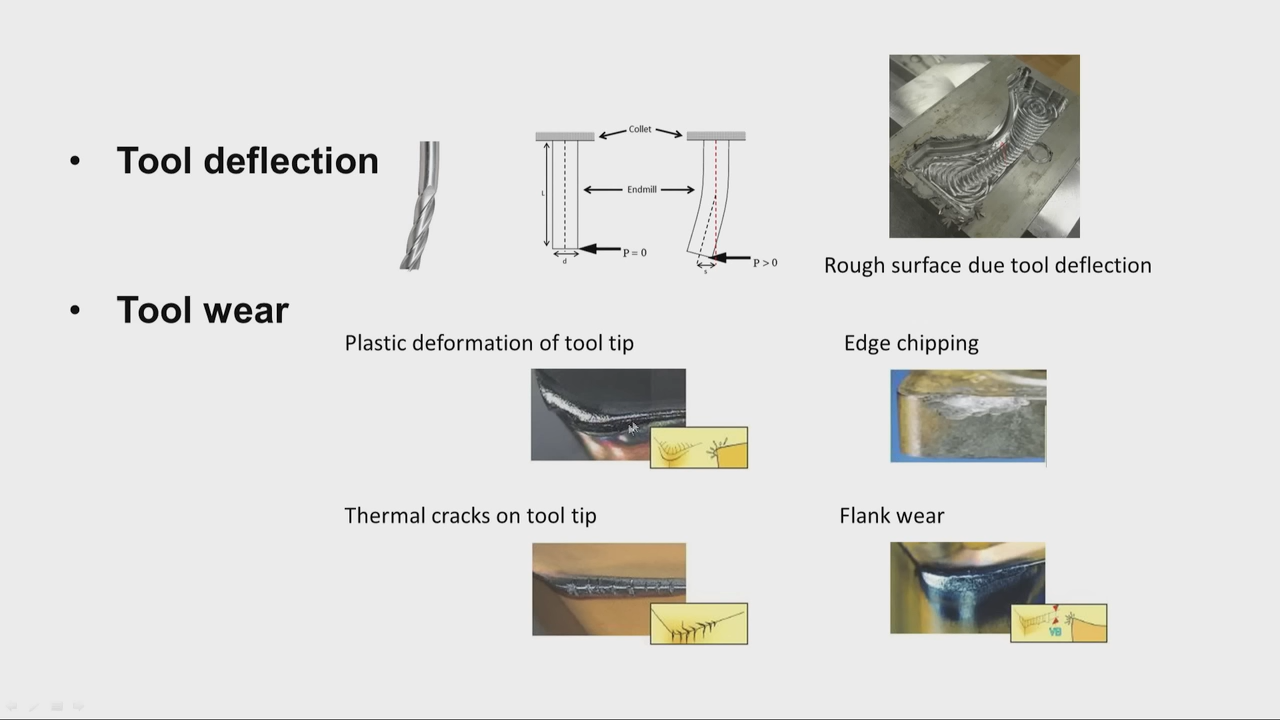 • Tool deflection
Collet
L
Endmill
P = 0
d
P > 0
s
Rough surface due tool deflection
• Tool wear
Plastic deformation of tool tip
Edge chipping
Thermal cracks on tool tip
Flank wear
VB